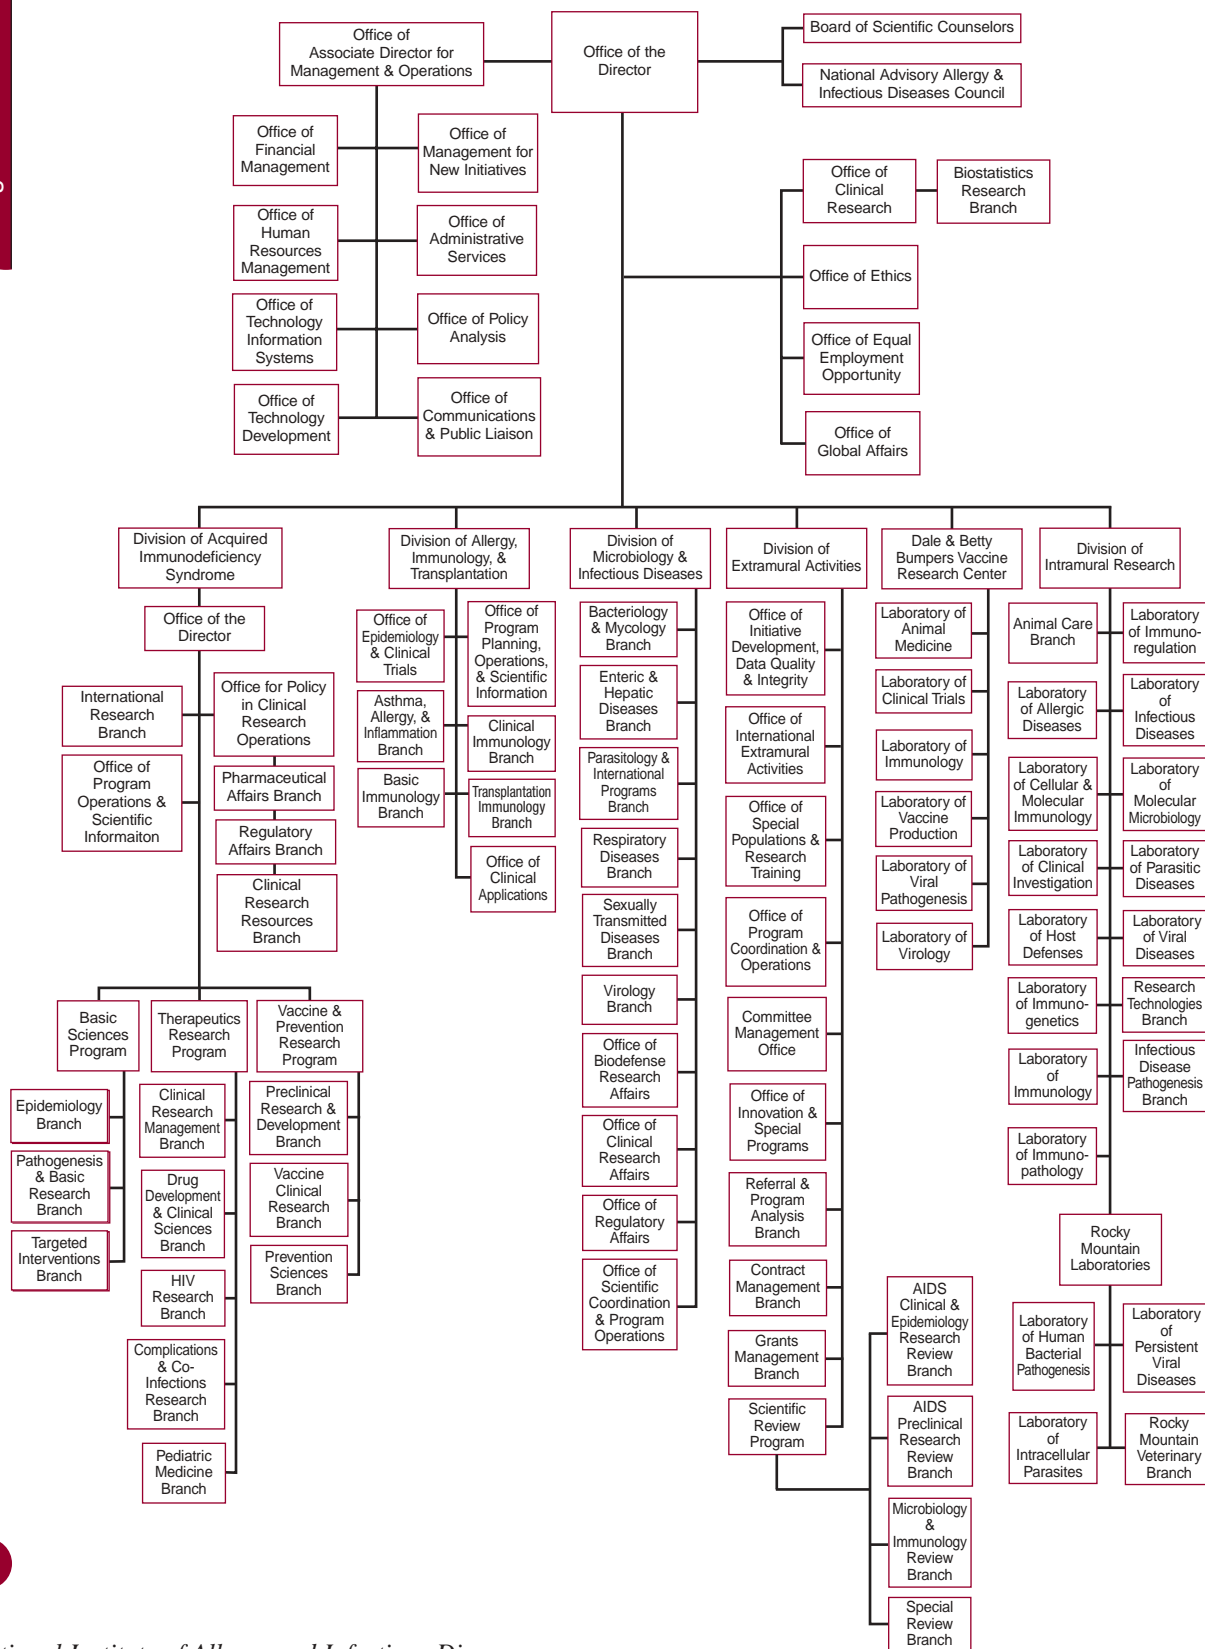 Office of
Associate Director for
Management & Operations
Office of the
Director
Board of Scientific Counselors
National Advisory Allergy &
Infectious Diseases Council
Office of
Financial
Management
Office of
Management for
New Initiatives
Office of
Human
Resources
Management
Office of
Administrative
Services
Office of
Technology
Information
Systems
Office of Policy
Analysis
Office of
Technology
Development
Office of
Communications
& Public Liaison
Office of
Clinical
Research
Biostatistics
Research
Branch
Office of Ethics
Office of Equal
Employment
Opportunity
Office of
Global Affairs
Division of Acquired
Immunodeficiency
Syndrome
Office of the
Director
International
Research
Branch
Office for Policy
in Clinical
Research
Operations
Office of
Program
Operations &
Scientific
Informaiton
Pharmaceutical
Affairs Branch
Regulatory
Affairs Branch
Clinical
Research
Resources
Branch
Basic
Sciences
Program
Epidemiology
Branch
Pathogenesis
& Basic
Research
Branch
Targeted
Interventions
Branch
Therapeutics
Research
Program
Clinical
Research
Management
Branch
Drug
Development
& Clinical
Sciences
Branch
HIV
Research
Branch
Complications
& Co-
Infections
Research
Branch
Pediatric
Medicine
Branch
Vaccine &
Prevention
Research
Program
Preclinical
Research &
Development
Branch
Vaccine
Clinical
Research
Branch
Prevention
Sciences
Branch
Division of Allergy,
Immunology, &
Transplantation
Office of
Epidemiology
& Clinical
Trials
Office of
Program
Planning,
Operations,
& Scientific
Information
Asthma,
Allergy, &
Inflammation
Branch
Clinical
Immunology
Branch
Basic
Immunology
Branch
Transplantation
Immunology
Branch
Office of
Clinical
Applications
Division of
Microbiology &
Infectious Diseases
Bacteriology
& Mycology
Branch
Enteric &
Hepatic
Diseases
Branch
Parasitology &
International
Programs
Branch
Respiratory
Diseases
Branch
Sexually
Transmitted
Diseases
Branch
Virology
Branch
Office of
Biodefense
Research
Affairs
Office of
Clinical
Research
Affairs
Office of
Regulatory
Affairs
Office of
Scientific
Coordination
& Program
Operations
Division of
Extramural Activities
Office of
Initiative
Development,
Data Quality
& Integrity
Office of
International
Extramural
Activities
Office of
Special
Populations &
Research
Training
Office of
Program
Coordination &
Operations
Committee
Management
Office
Office of
Innovation &
Special
Programs
Referral &
Program
Analysis
Branch
Contract
Management
Branch
Grants
Management
Branch
Scientific
Review
Program
AIDS
Clinical &
Epidemiology
Research
Review
Branch
AIDS
Preclinical
Research
Review
Branch
Microbiology
&
Immunology
Review
Branch
Special
Review
Branch
Dale & Betty
Bumpers Vaccine
Research Center
Laboratory of
Animal
Medicine
Laboratory of
Clinical Trials
Laboratory of
Immunology
Laboratory of
Vaccine
Production
Laboratory of
Viral
Pathogenesis
Laboratory of
Virology
Division of
Intramural Research
Animal Care
Branch
Laboratory
of Immuno-
regulation
Laboratory
of Allergic
Diseases
Laboratory
of
Infectious
Diseases
Laboratory
of Cellular &
Molecular
Immunology
Laboratory
of
Molecular
Microbiology
Laboratory
of Clinical
Investigation
Laboratory
of Parasitic
Diseases
Laboratory
of Host
Defenses
Laboratory
of Viral
Diseases
Laboratory
of Immuno-
genetics
Research
Technologies
Branch
Laboratory
of
Immunology
Infectious
Disease
Pathogenesis
Branch
Laboratory
of Immuno-
pathology
Rocky
Mountain
Laboratories
Laboratory
of Human
Bacterial
Pathogenesis
Laboratory
of
Persistent
Viral
Diseases
Laboratory
of
Intracellular
Parasites
Rocky
Mountain
Veterinary
Branch